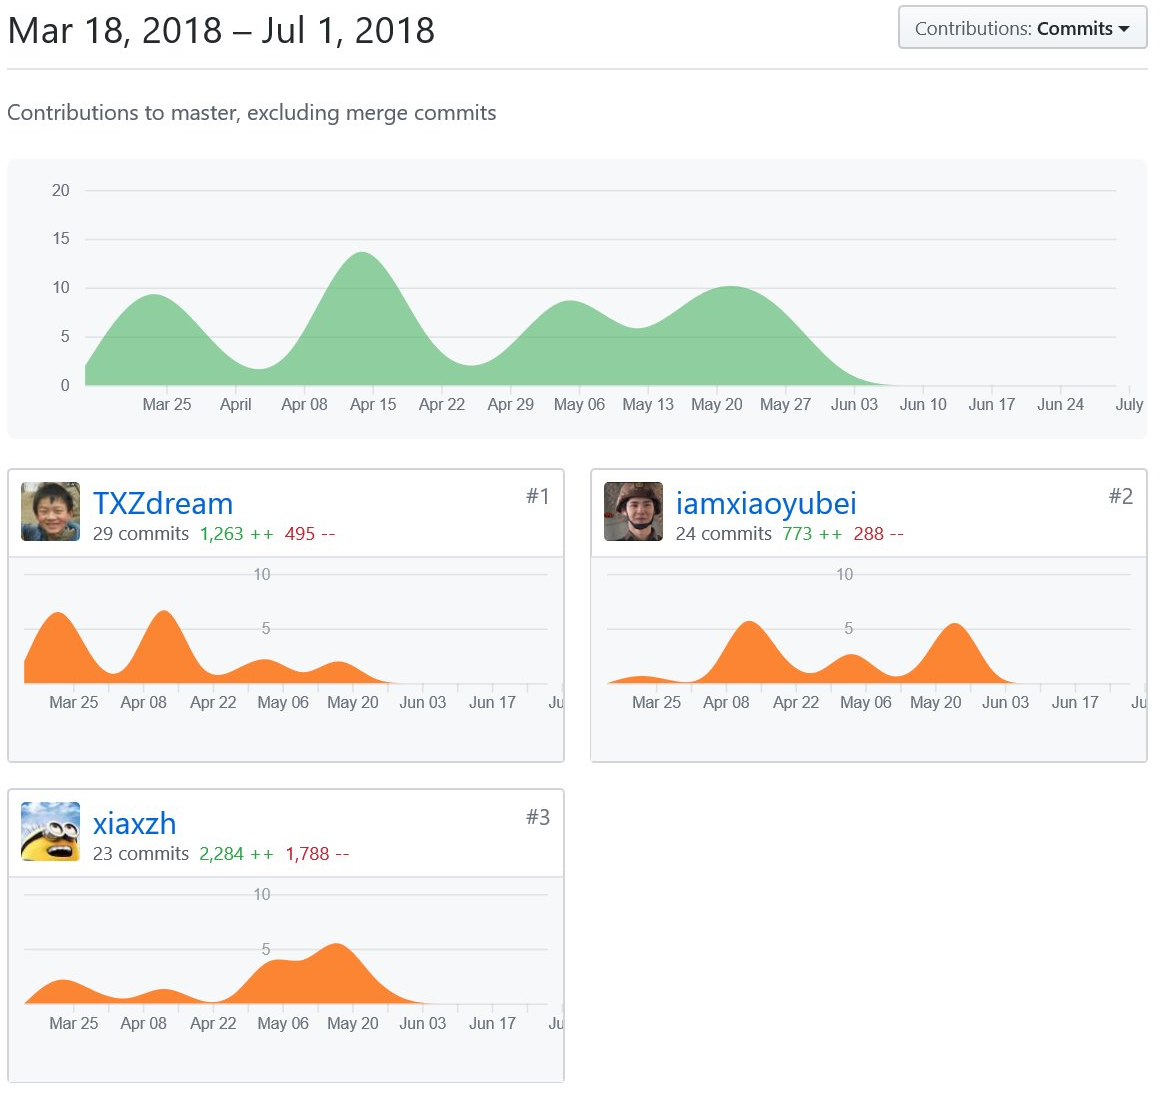 Mar 18, 2018 – Jul 1, 2018
Contributions: Commits
Contributions to master, excluding merge commits
20
15
10
5
0
Mar 25 April Apr 08 Apr 15 Apr 22 Apr 29 May 06 May 13 May 20 May 27 Jun 03 Jun 10 Jun 17 Jun 24 July
TXZdream #1
29 commits 1,263 ++ 495 --
10
5
Mar 25 Apr 08 Apr 22 May 06 May 20 Jun 03 Jun 17 Ju
iamxiaoyubei #2
24 commits 773 ++ 288 --
10
5
Mar 25 Apr 08 Apr 22 May 06 May 20 Jun 03 Jun 17 Ju
xiaxzh #3
23 commits 2,284 ++ 1,788 --
10
5
Mar 25 Apr 08 Apr 22 May 06 May 20 Jun 03 Jun 17 Ju